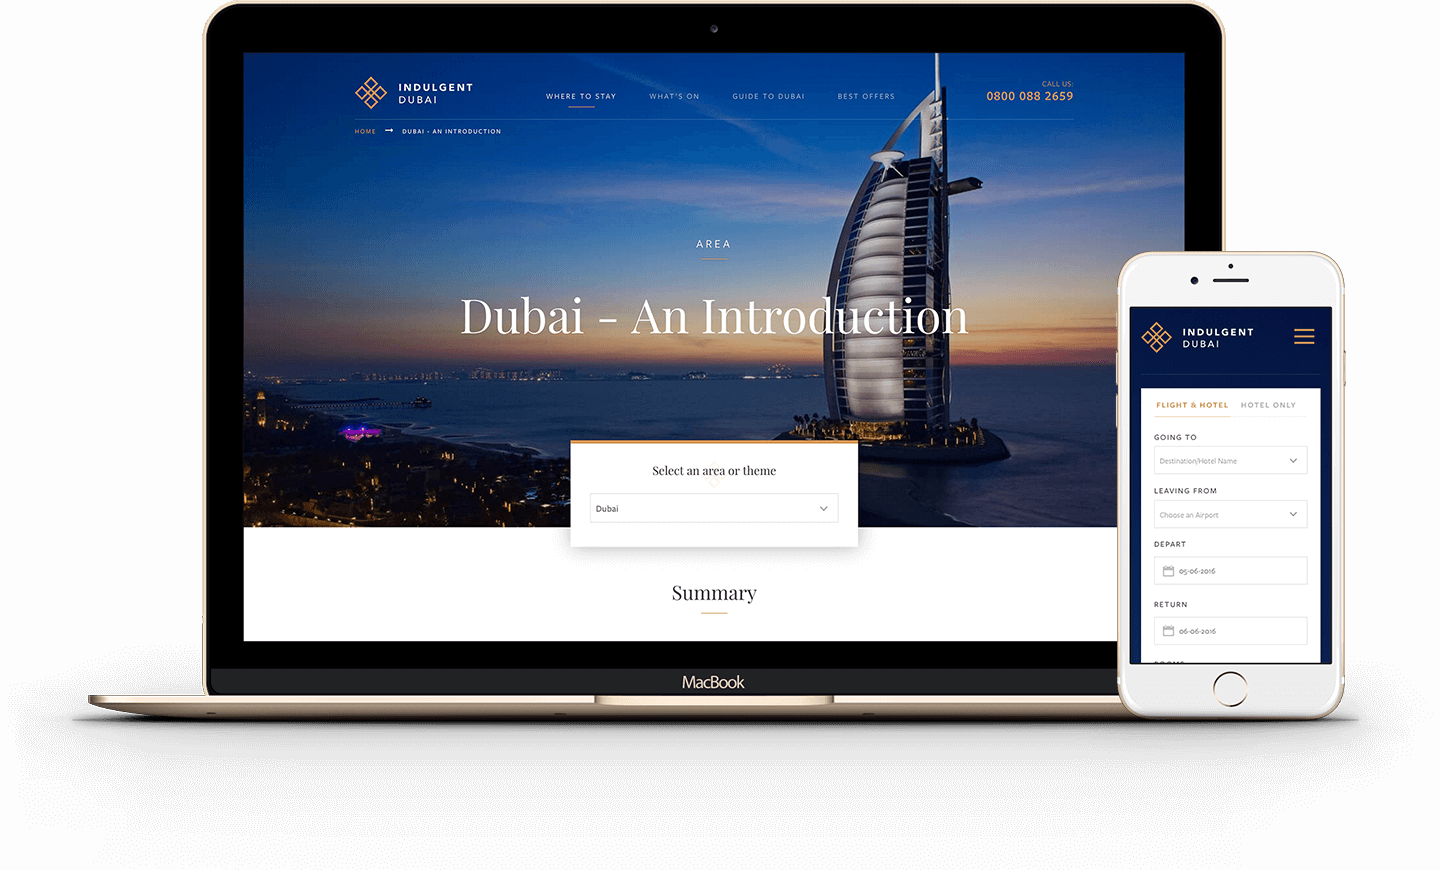 INDULGENT
DUBAI
WHERE TO STAY
WHAT'S ON
GUIDE TO DUBAI
BEST OFFERS
CALL US:
0800 088 2659
HOME
DUBAI - AN INTRODUCTION
AREA
Dubai - An Introduction
Select an area or theme
Dubai
Summary
MacBook
INDULGENT
DUBAI
FLIGHT & HOTEL
HOTEL ONLY
GOING TO
Destination/Hotel Name
LEAVING FROM
Choose an Airport
DEPART
05-06-2016
RETURN
06-06-2016